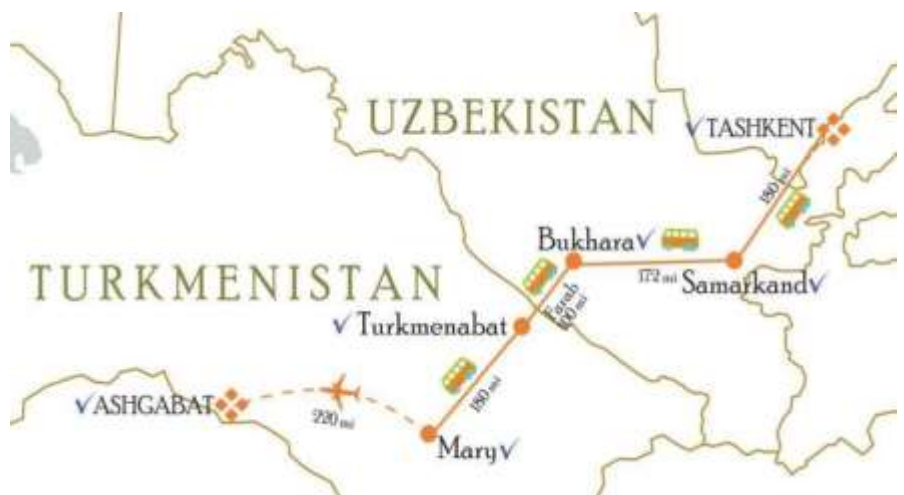 UZBEKISTAN
TASHKENT
180 mi
Bukhara
172 mi
Samarkand
TURKMENISTAN
Farab
100 mi
Turkmenabat
180 mi
ASHGABAT
220 mi
Mary